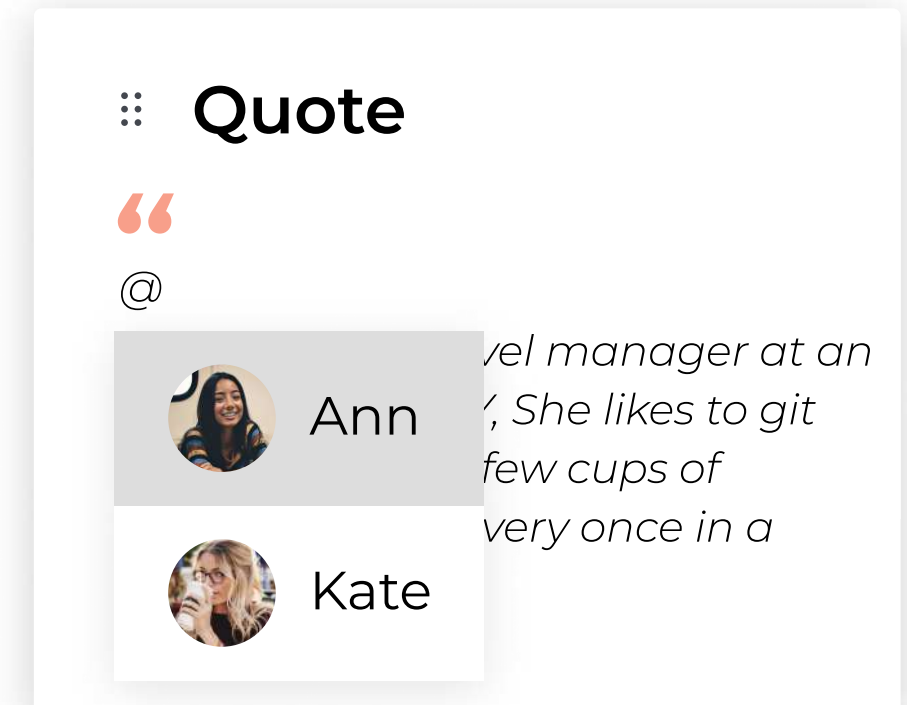 Quote
“
@
vel manager at an
Ann
, She likes to git
few cups of
very once in a
Kate